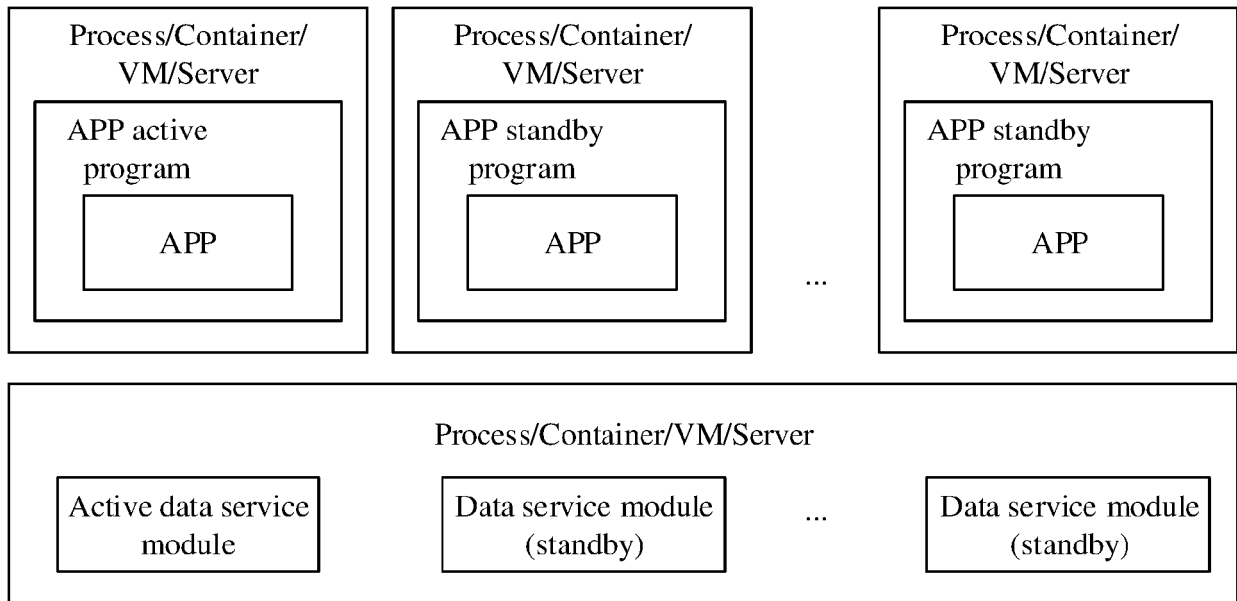 Process/Container/
VM/Server
APP active
program
APP
Process/Container/
VM/Server
APP standby
program
APP
...
Process/Container/
VM/Server
APP standby
program
APP
Process/Container/VM/Server
Active data service
module
Data service module
(standby)
...
Data service module
(standby)